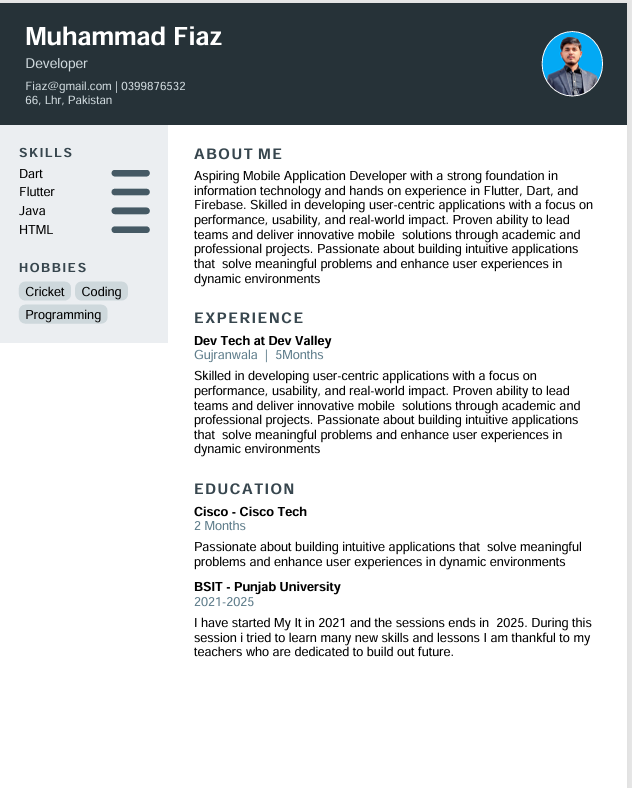 Muhammad Fiaz
Developer
Fiaz@gmail.com | 0399876532
66, Lhr, Pakistan
SKILLS
Dart
Flutter
Java
HTML
HOBBIES
Cricket Coding
Programming
ABOUT ME
Aspiring Mobile Application Developer with a strong foundation in
information technology and hands on experience in Flutter, Dart, and
Firebase. Skilled in developing user-centric applications with a focus on
performance, usability, and real-world impact. Proven ability to lead
teams and deliver innovative mobile  solutions through academic and
professional projects. Passionate about building intuitive applications
that  solve meaningful problems and enhance user experiences in
dynamic environments
EXPERIENCE
Dev Tech at Dev Valley
Gujranwala | 5Months
Skilled in developing user-centric applications with a focus on
performance, usability, and real-world impact. Proven ability to lead
teams and deliver innovative mobile  solutions through academic and
professional projects. Passionate about building intuitive applications
that  solve meaningful problems and enhance user experiences in
dynamic environments
EDUCATION
Cisco - Cisco Tech
2 Months
Passionate about building intuitive applications that  solve meaningful
problems and enhance user experiences in dynamic environments
BSIT - Punjab University
2021-2025
I have started My It in 2021 and the sessions ends in  2025. During this
session i tried to learn many new skills and lessons I am thankful to my
teachers who are dedicated to build out future.